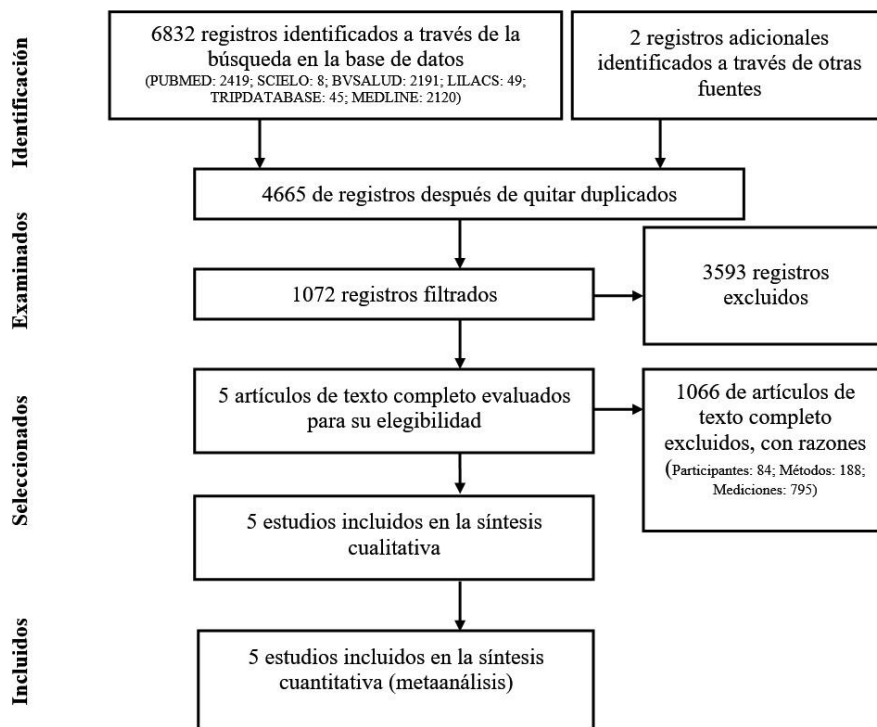 Identificación
6832 registros identificados a través de la
búsqueda en la base de datos
(PUBMED: 2419; SCIELO: 8; BVSALUD: 2191; LILACS: 49;
TRIPDATABASE: 45; MEDLINE: 2120)
2 registros adicionales
identificados a través de otras
fuentes
4665 de registros después de quitar duplicados
Examinados
1072 registros filtrados
3593 registros
excluidos
Seleccionados
5 artículos de texto completo evaluados
para su elegibilidad
1066 de artículos de
texto completo
excluidos, con razones
(Participantes: 84; Métodos: 188;
Mediciones: 795)
5 estudios incluidos en la síntesis
cualitativa
Incluidos
5 estudios incluidos en la síntesis
cuantitativa (metaanálisis)